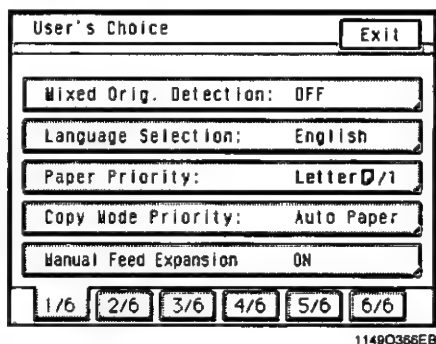 User's Choice Exit
Mixed Orig. Detection: OFF
Language Selection: English
Paper Priority: Letter/1
Copy Mode Priority: Auto Paper
Manual Feed Expansion ON
1/6 2/6 3/6 4/6 5/6 6/6
1149O366EB